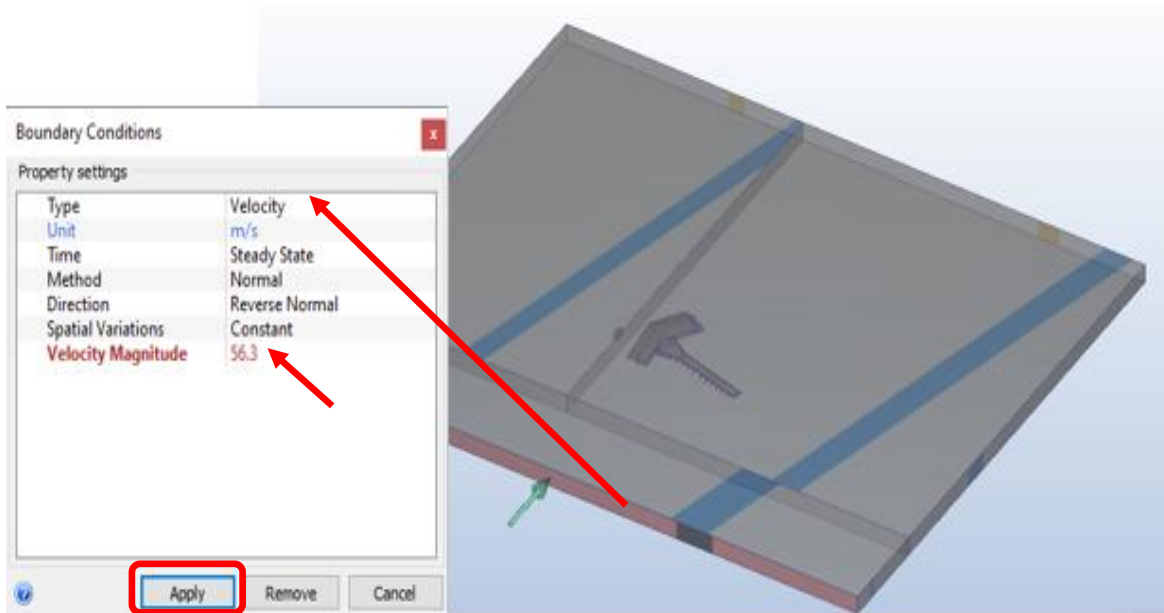 Boundary Conditions
x
Property settings
Type Velocity
Unit m/s
Time Steady State
Method Normal
Direction Reverse Normal
Spatial Variations Constant
Velocity Magnitude 56.3
? Apply Remove Cancel